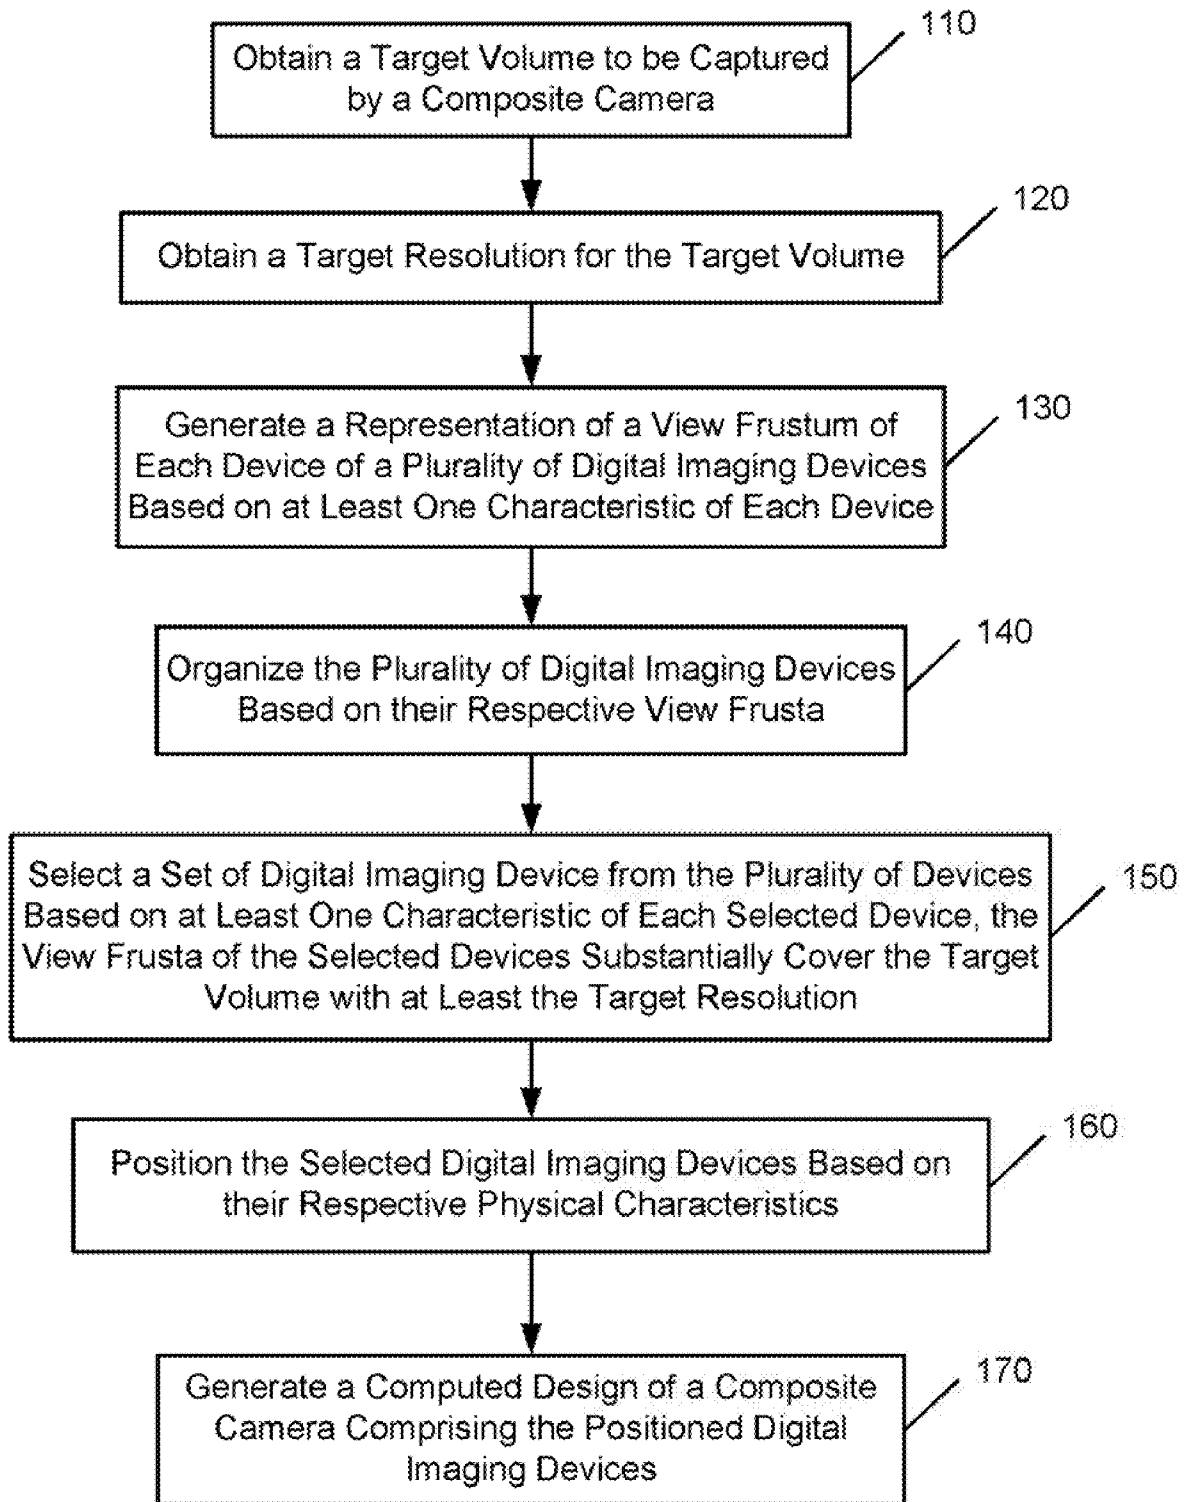 110
Obtain a Target Volume to be Captured
by a Composite Camera
120
Obtain a Target Resolution for the Target Volume
130
Generate a Representation of a View Frustum of
Each Device of a Plurality of Digital Imaging Devices
Based on at Least One Characteristic of Each Device
140
Organize the Plurality of Digital Imaging Devices
Based on their Respective View Frusta
150
Select a Set of Digital Imaging Device from the Plurality of Devices
Based on at Least One Characteristic of Each Selected Device, the
View Frusta of the Selected Devices Substantially Cover the Target
Volume with at Least the Target Resolution
160
Position the Selected Digital Imaging Devices Based on
their Respective Physical Characteristics
170
Generate a Computed Design of a Composite
Camera Comprising the Positioned Digital
Imaging Devices